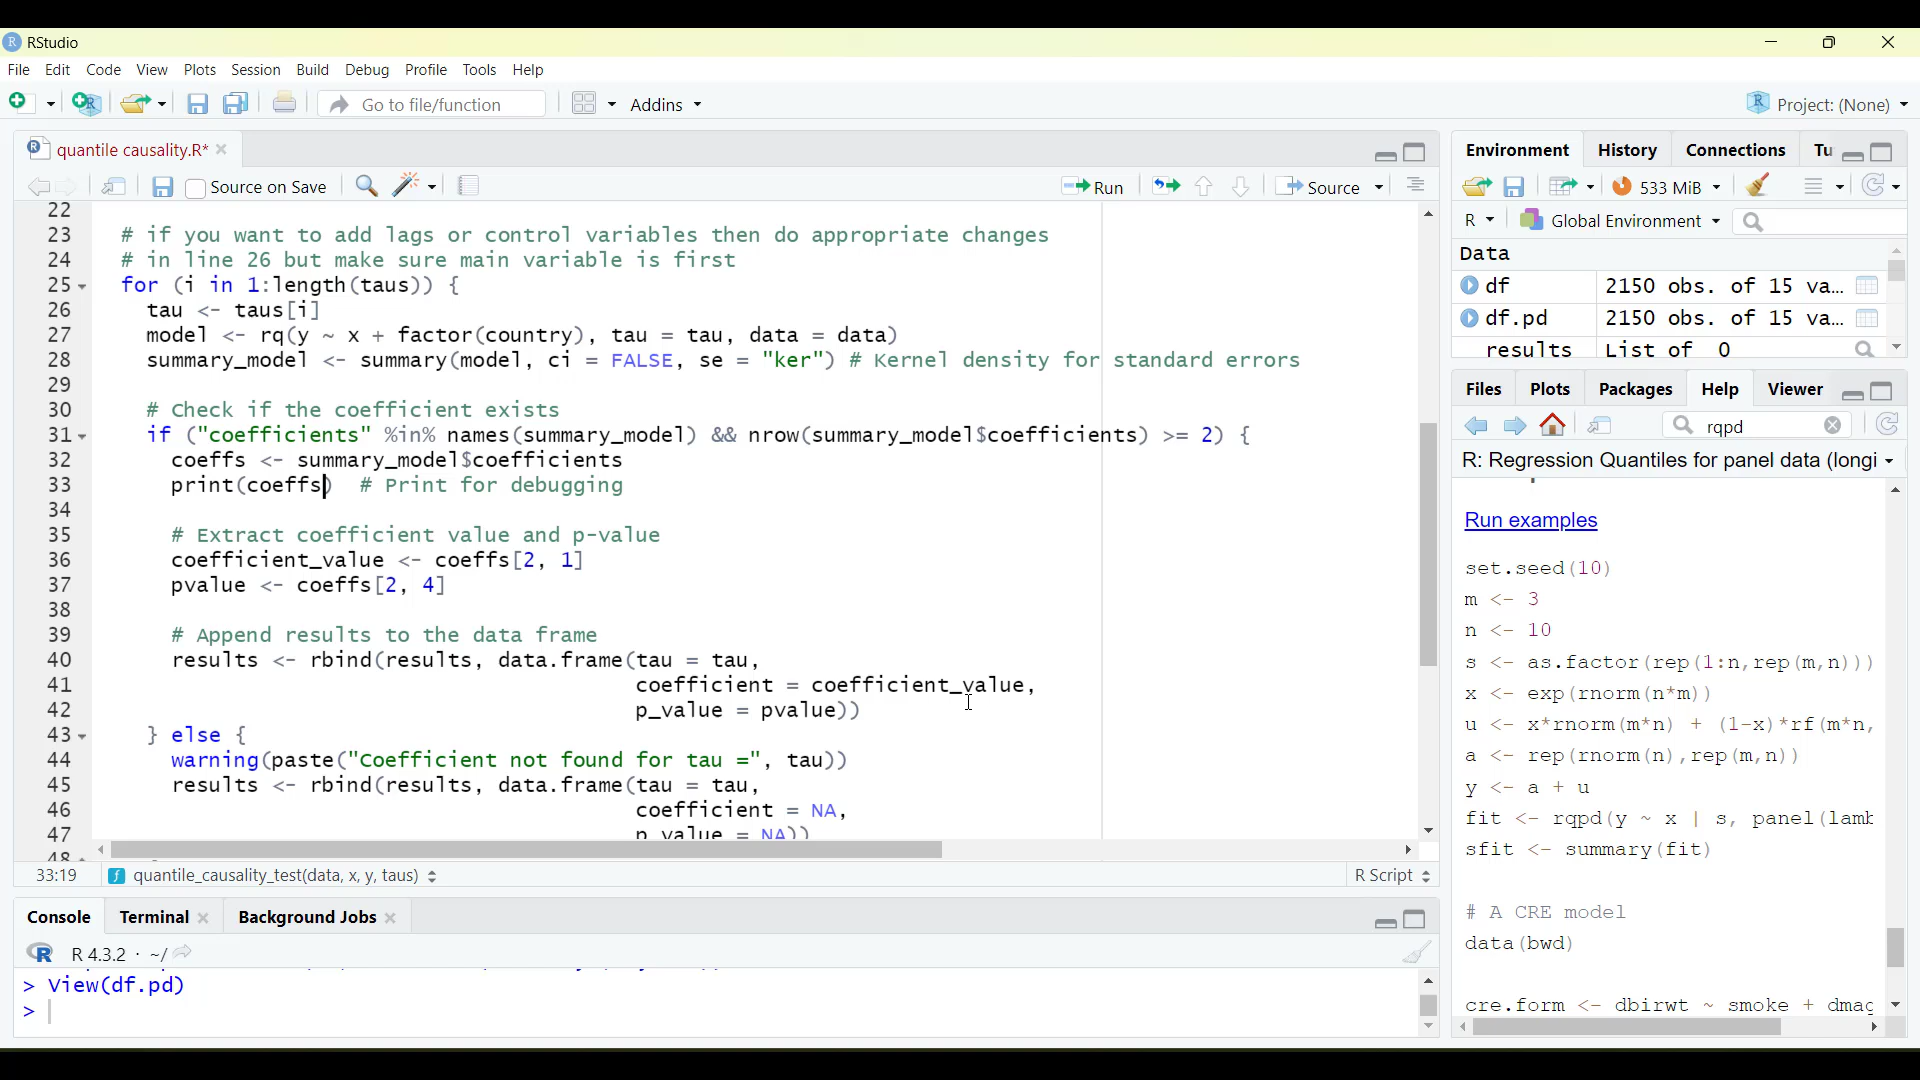 RStudio
File Edit Code View Plots Session Build Debug Profile Tools Help
Go to file/function Addins Project: (None)
quantile causality.R*
Source on Save Run Source
22
23 # if you want to add lags or control variables then do appropriate changes
24 # in line 26 but make sure main variable is first
25 for (i in 1:length(taus)) {
26 tau <- taus[i]
27 model <- rq(y ~ x + factor(country), tau = tau, data = data)
28 summary_model <- summary(model, ci = FALSE, se = "ker") # Kernel density for standard errors
29
30 # Check if the coefficient exists
31 if ("coefficients" %in% names(summary_model) && nrow(summary_model$coefficients) >= 2) {
32 coeffs <- summary_model$coefficients
33 print(coeffs) # Print for debugging
34
35 # Extract coefficient value and p-value
36 coefficient_value <- coeffs[2, 1]
37 pvalue <- coeffs[2, 4]
38
39 # Append results to the data frame
40 results <- rbind(results, data.frame(tau = tau,
41 coefficient = coefficient_value,
42 p_value = pvalue))
43 } else {
44 warning(paste("Coefficient not found for tau =", tau))
45 results <- rbind(results, data.frame(tau = tau,
46 coefficient = NA,
47 p_value = NA))
48
33:19 quantile_causality_test(data, x, y, taus) R Script
Console Terminal Background Jobs
R 4.3.2 · ~/
> View(df.pd)
>
Environment History Connections Tu
533 MiB
R Global Environment
Data
df 2150 obs. of 15 va…
df.pd 2150 obs. of 15 va…
results List of 0
Files Plots Packages Help Viewer
rqpd
R: Regression Quantiles for panel data (longi
Run examples
set.seed(10)
m <- 3
n <- 10
s <- as.factor(rep(1:n,rep(m,n)))
x <- exp(rnorm(n*m))
u <- x*rnorm(m*n) + (1-x)*rf(m*n,
a <- rep(rnorm(n),rep(m,n))
y <- a + u
fit <- rqpd(y ~ x | s, panel(lamb
sfit <- summary(fit)
# A CRE model
data(bwd)
cre.form <- dbirwt ~ smoke + dmag